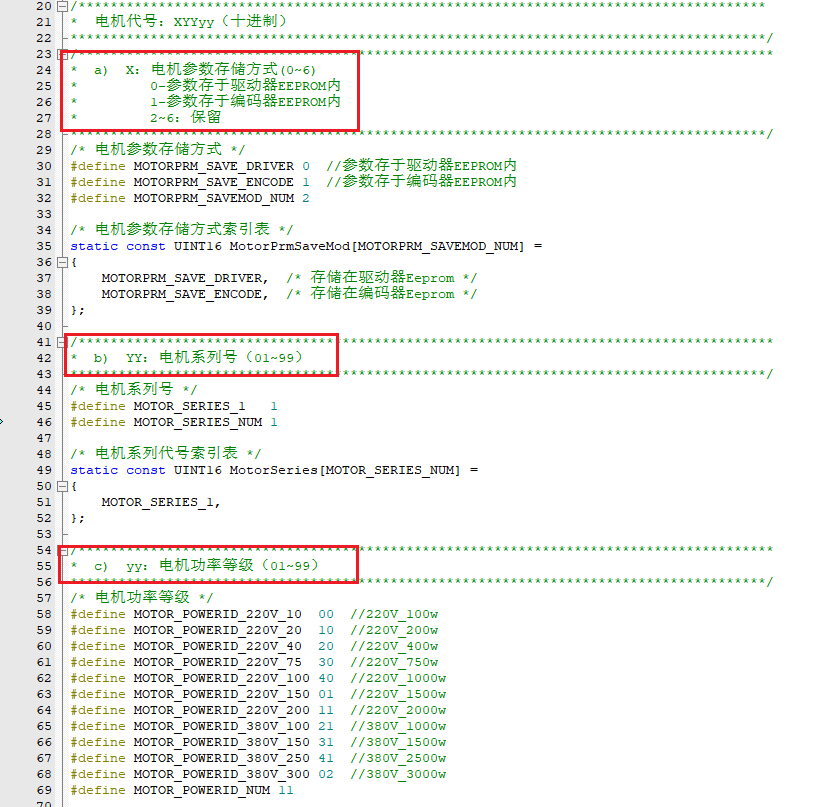 20 /**************************************************************************************
21 *  电机代号：XYYyy（十进制）
22 ***************************************************************************************/
23 /***************************************************************************************
24 *  a)  X：电机参数存储方式(0~6)
25 *         0-参数存于驱动器EEPROM内
26 *         1-参数存于编码器EEPROM内
27 *         2~6：保留
28 ***************************************************************************************/
29 /* 电机参数存储方式 */
30 #define MOTORPRM_SAVE_DRIVER 0  //参数存于驱动器EEPROM内
31 #define MOTORPRM_SAVE_ENCODE 1  //参数存于编码器EEPROM内
32 #define MOTORPRM_SAVEMOD_NUM 2
33
34 /* 电机参数存储方式索引表 */
35 static const UINT16 MotorPrmSaveMod[MOTORPRM_SAVEMOD_NUM] =
36 {
37     MOTORPRM_SAVE_DRIVER,  /* 存储在驱动器Eeprom */
38     MOTORPRM_SAVE_ENCODE,  /* 存储在编码器Eeprom */
39 };
40
41 /***************************************************************************************
42 *  b)  YY：电机系列号（01~99）
43 ***************************************************************************************/
44 /* 电机系列号 */
45 #define MOTOR_SERIES_1   1
46 #define MOTOR_SERIES_NUM 1
47
48 /* 电机系列代号索引表 */
49 static const UINT16 MotorSeries[MOTOR_SERIES_NUM] =
50 {
51     MOTOR_SERIES_1,
52 };
53
54 /***************************************************************************************
55 *  c)  yy：电机功率等级（01~99）
56 ***************************************************************************************/
57 /* 电机功率等级 */
58 #define MOTOR_POWERID_220V_10  00  //220V_100w
59 #define MOTOR_POWERID_220V_20  10  //220V_200w
60 #define MOTOR_POWERID_220V_40  20  //220V_400w
61 #define MOTOR_POWERID_220V_75  30  //220V_750w
62 #define MOTOR_POWERID_220V_100 40  //220V_1000w
63 #define MOTOR_POWERID_220V_150 01  //220V_1500w
64 #define MOTOR_POWERID_220V_200 11  //220V_2000w
65 #define MOTOR_POWERID_380V_100 21  //380V_1000w
66 #define MOTOR_POWERID_380V_150 31  //380V_1500w
67 #define MOTOR_POWERID_380V_250 41  //380V_2500w
68 #define MOTOR_POWERID_380V_300 02  //380V_3000w
69 #define MOTOR_POWERID_NUM 11
70